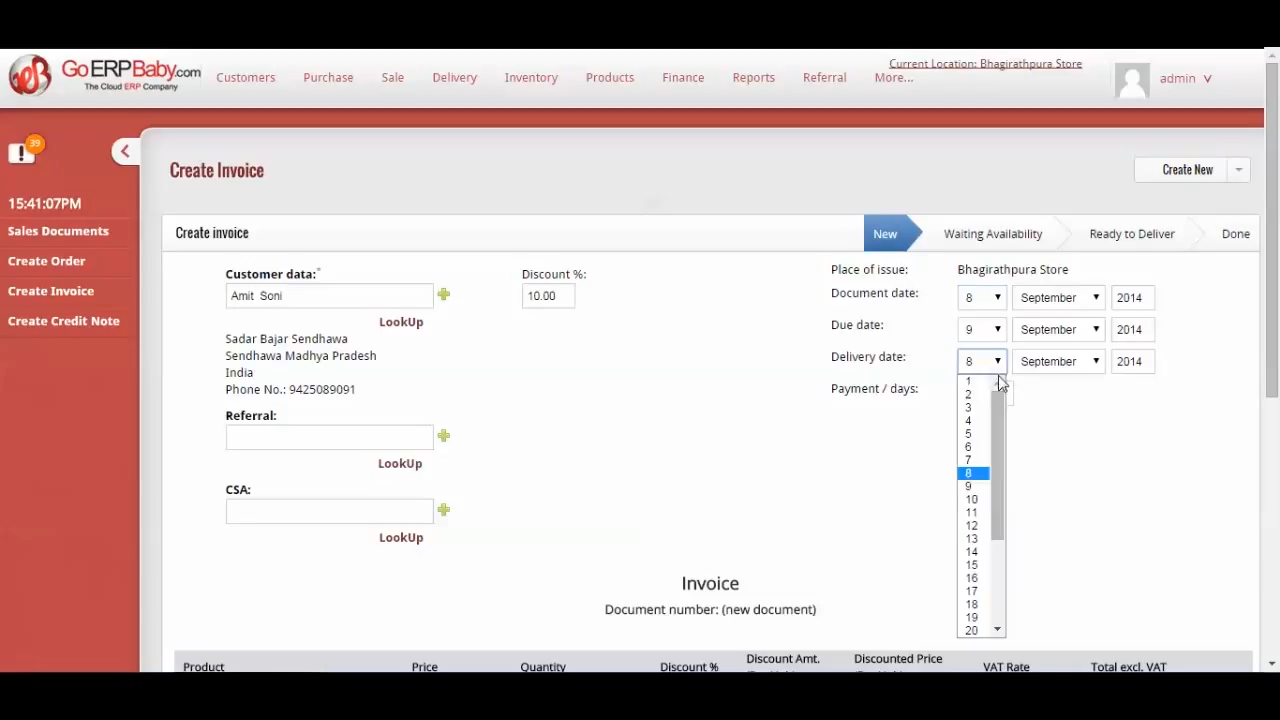 GoERPBaby.com
The Cloud ERP Company
Customers
Purchase
Sale
Delivery
Inventory
Products
Finance
Reports
Referral
More...
Current Location: Bhagirathpura Store
admin
39
15:41:07PM
Sales Documents
Create Order
Create Invoice
Create Credit Note
Create Invoice
Create New
Create invoice
New
Waiting Availability
Ready to Deliver
Done
Customer data:*
Amit Soni
LookUp
Sadar Bajar Sendhawa
Sendhawa Madhya Pradesh
India
Phone No.: 9425089091
Referral:
LookUp
CSA:
LookUp
Discount %:
10.00
Place of issue: Bhagirathpura Store
Document date: 8 September 2014
Due date: 9 September 2014
Delivery date: 8 September 2014
Payment / days:
1
2
3
4
5
6
7
8
9
10
11
12
13
14
15
16
17
18
19
20
Invoice
Document number: (new document)
Product
Price
Quantity
Discount %
Discount Amt.
Discounted Price
VAT Rate
Total excl. VAT